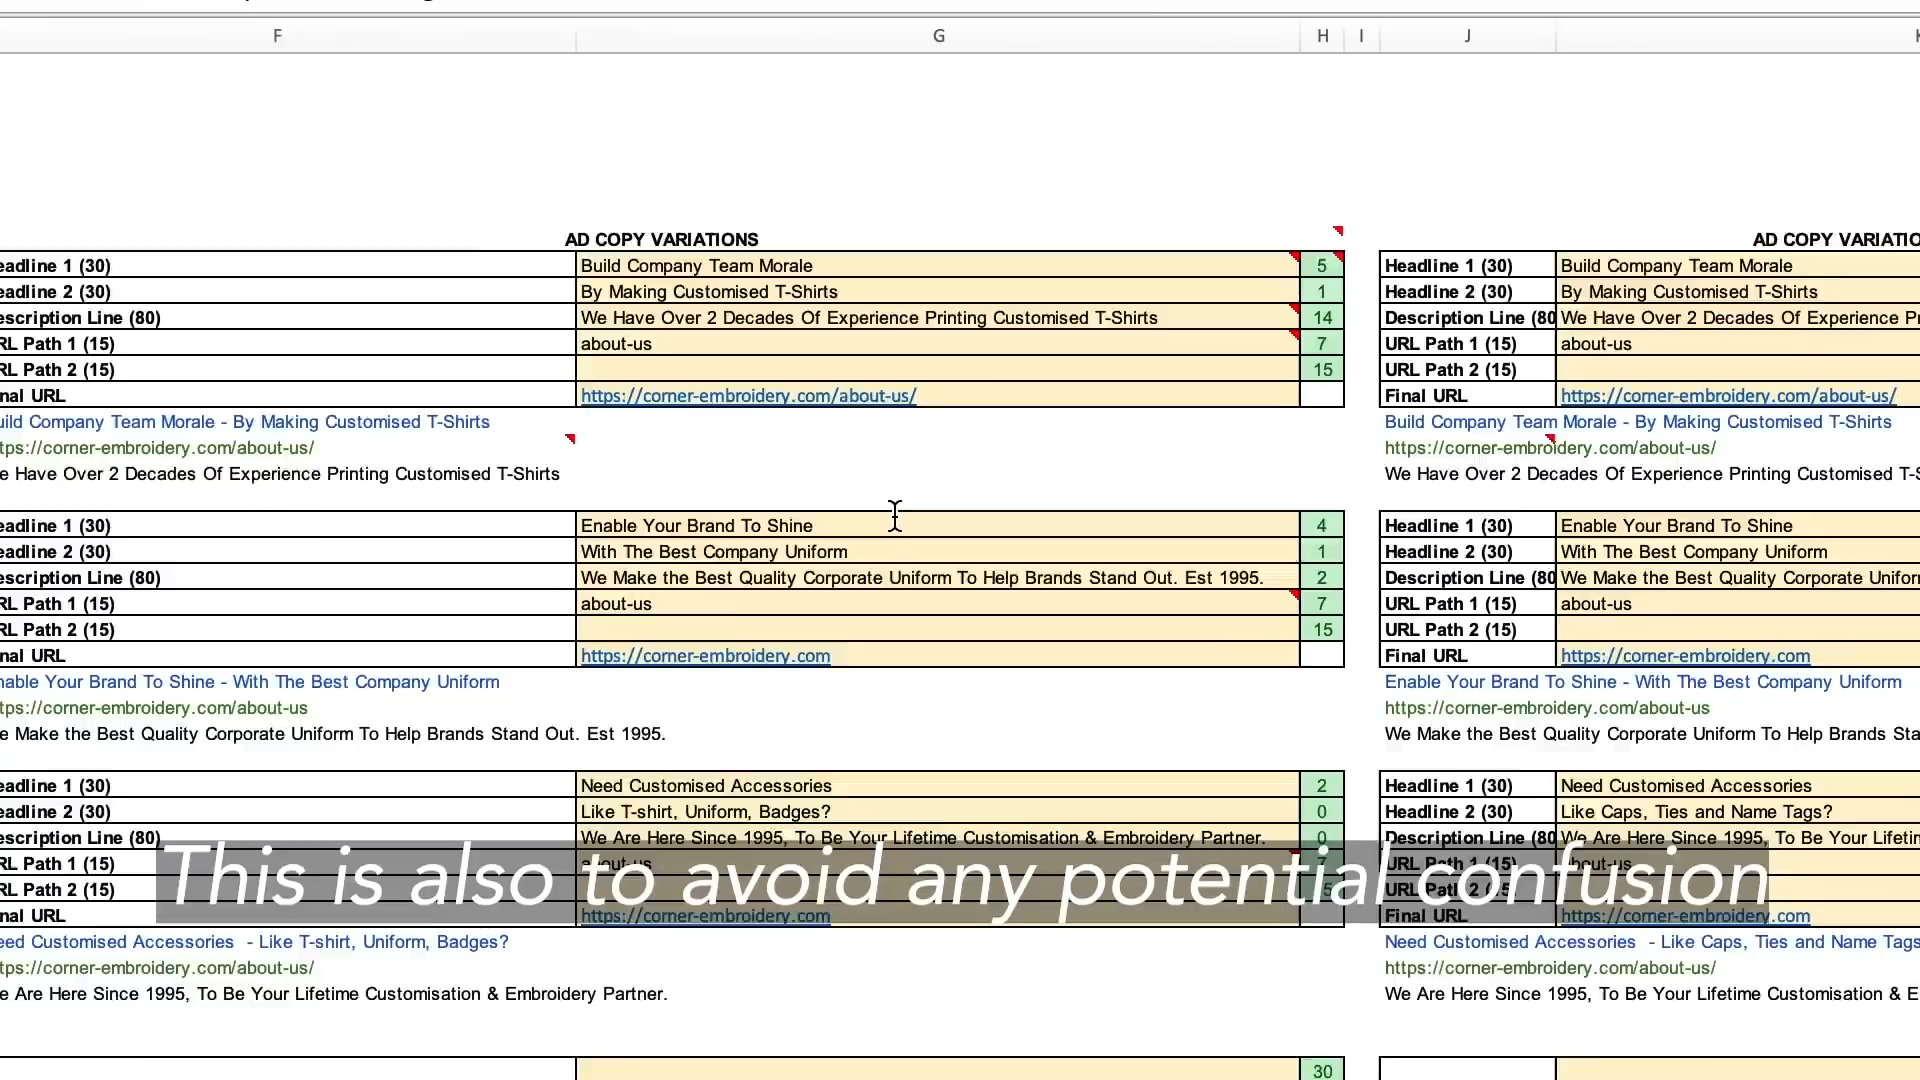 F G H I J K
AD COPY VARIATIONS AD COPY VARIATIO
eadline 1 (30) Build Company Team Morale 5 Headline 1 (30) Build Company Team Morale
eadline 2 (30) By Making Customised T-Shirts 1 Headline 2 (30) By Making Customised T-Shirts
escription Line (80) We Have Over 2 Decades Of Experience Printing Customised T-Shirts 14 Description Line (80 We Have Over 2 Decades Of Experience Pr
RL Path 1 (15) about-us 7 URL Path 1 (15) about-us
RL Path 2 (15) 15 URL Path 2 (15)
nal URL https://corner-embroidery.com/about-us/ Final URL https://corner-embroidery.com/about-us/
uild Company Team Morale - By Making Customised T-Shirts Build Company Team Morale - By Making Customised T-Shirts
tps://corner-embroidery.com/about-us/ https://corner-embroidery.com/about-us/
e Have Over 2 Decades Of Experience Printing Customised T-Shirts We Have Over 2 Decades Of Experience Printing Customised T-S
eadline 1 (30) Enable Your Brand To Shine 4 Headline 1 (30) Enable Your Brand To Shine
eadline 2 (30) With The Best Company Uniform 1 Headline 2 (30) With The Best Company Uniform
escription Line (80) We Make the Best Quality Corporate Uniform To Help Brands Stand Out. Est 1995. 2 Description Line (80 We Make the Best Quality Corporate Uniforn
RL Path 1 (15) about-us 7 URL Path 1 (15) about-us
RL Path 2 (15) 15 URL Path 2 (15)
nal URL https://corner-embroidery.com Final URL https://corner-embroidery.com
nable Your Brand To Shine - With The Best Company Uniform Enable Your Brand To Shine - With The Best Company Uniform
tps://corner-embroidery.com/about-us https://corner-embroidery.com/about-us
e Make the Best Quality Corporate Uniform To Help Brands Stand Out. Est 1995. We Make the Best Quality Corporate Uniform To Help Brands Sta
eadline 1 (30) Need Customised Accessories 2 Headline 1 (30) Need Customised Accessories
eadline 2 (30) Like T-shirt, Uniform, Badges? 0 Headline 2 (30) Like Caps, Ties and Name Tags?
escription Line (80) We Are Here Since 1995, To Be Your Lifetime Customisation & Embroidery Partner. 0 Description Line (80 We Are Here Since 1995, To Be Your Lifetin
RL Path 1 (15) about-us 7 URL Path 1 (15) about-us
This is also to avoid any potential confusion
RL Path 2 (15) 15 URL Path 2 (15)
nal URL https://corner-embroidery.com Final URL https://corner-embroidery.com
eed Customised Accessories - Like T-shirt, Uniform, Badges? Need Customised Accessories - Like Caps, Ties and Name Tags
tps://corner-embroidery.com/about-us/ https://corner-embroidery.com/about-us/
e Are Here Since 1995, To Be Your Lifetime Customisation & Embroidery Partner. We Are Here Since 1995, To Be Your Lifetime Customisation & E
30